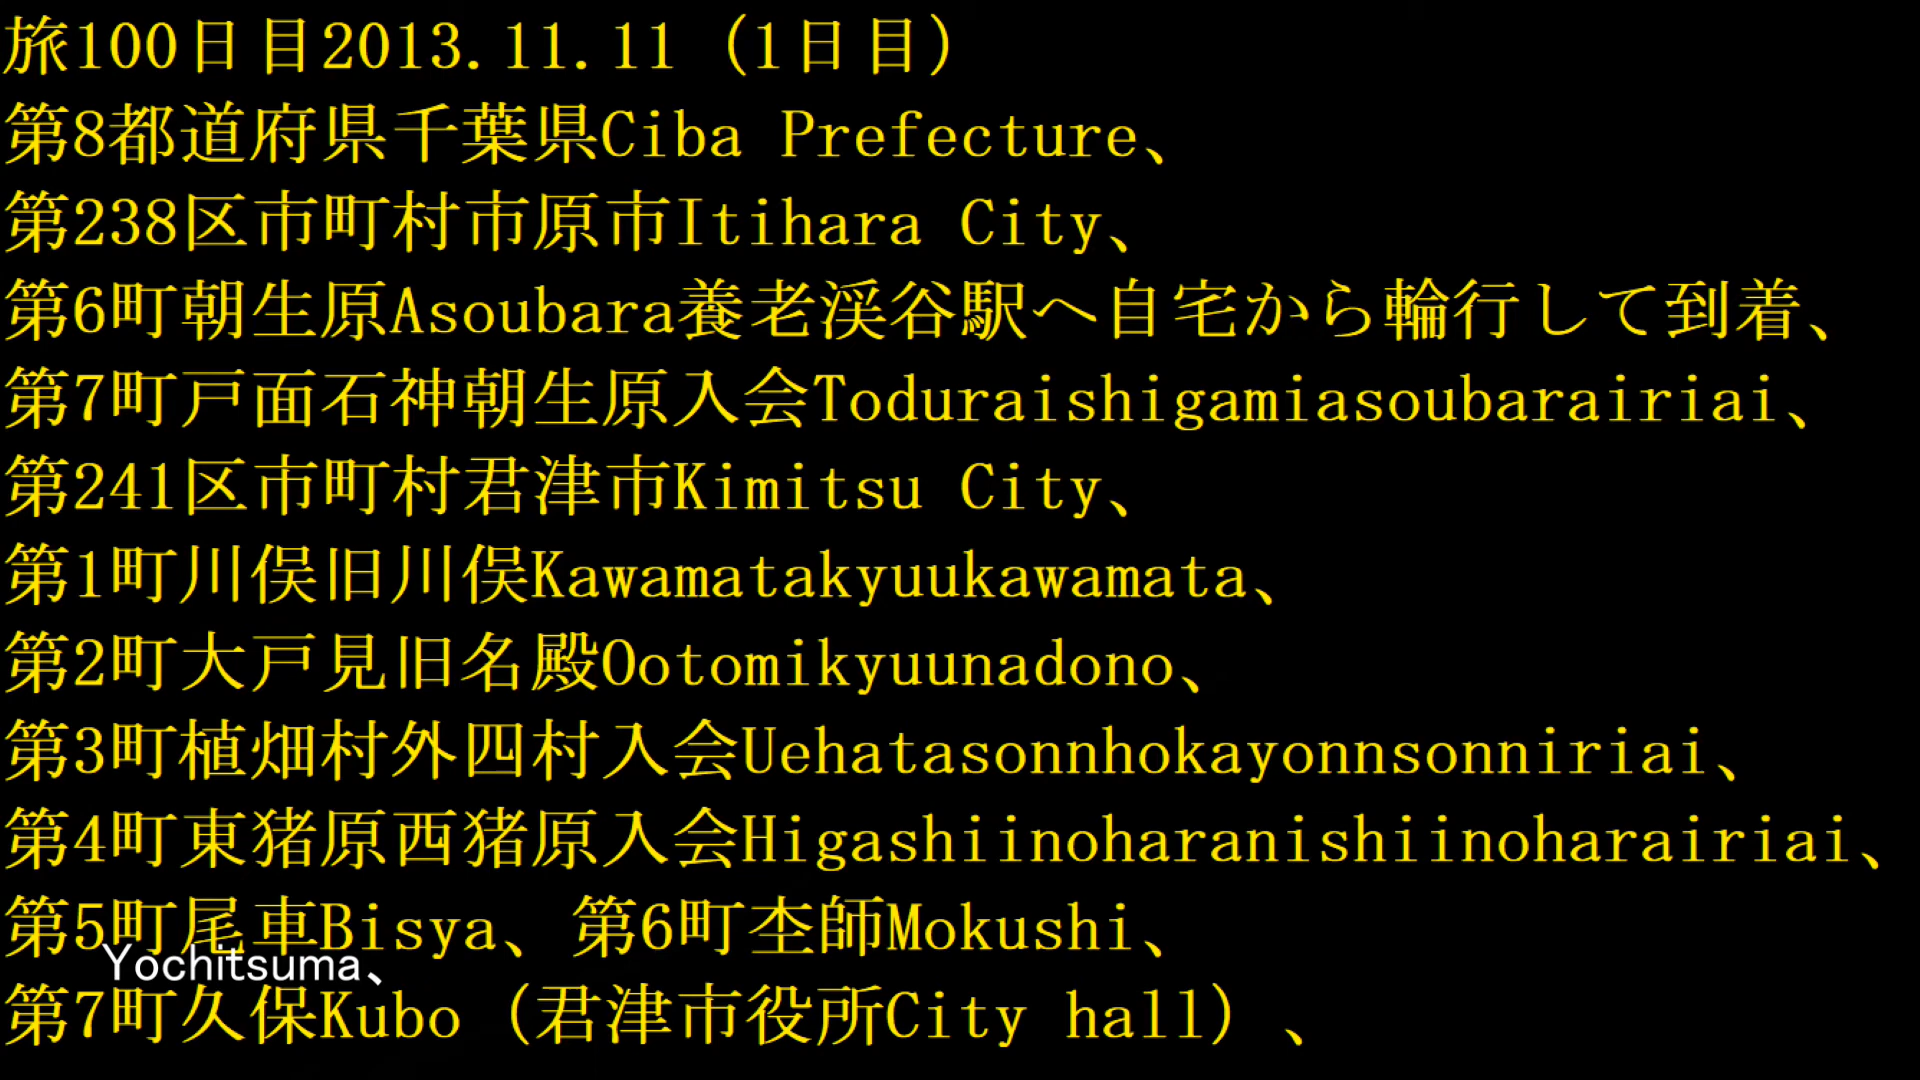 旅100日目2013.11.11（1日目）
第8都道府県千葉県Ciba Prefecture、
第238区市町村市原市Itihara City、
第6町朝生原Asoubara養老渓谷駅へ自宅から輪行して到着、
第7町戸面石神朝生原入会Toduraishigamiasoubarairiai、
第241区市町村君津市Kimitsu City、
第1町川俣旧川俣Kawamatakyuukawamata、
第2町大戸見旧名殿Ootomikyuunadono、
第3町植畑村外四村入会Uehatasonnhokayonnsonniriai、
第4町東猪原西猪原入会Higashiinoharanishiinoharairiai、
第5町尾車Bisya、第6町杢師Mokushi、
Yochitsuma、
第7町久保Kubo（君津市役所City hall）、